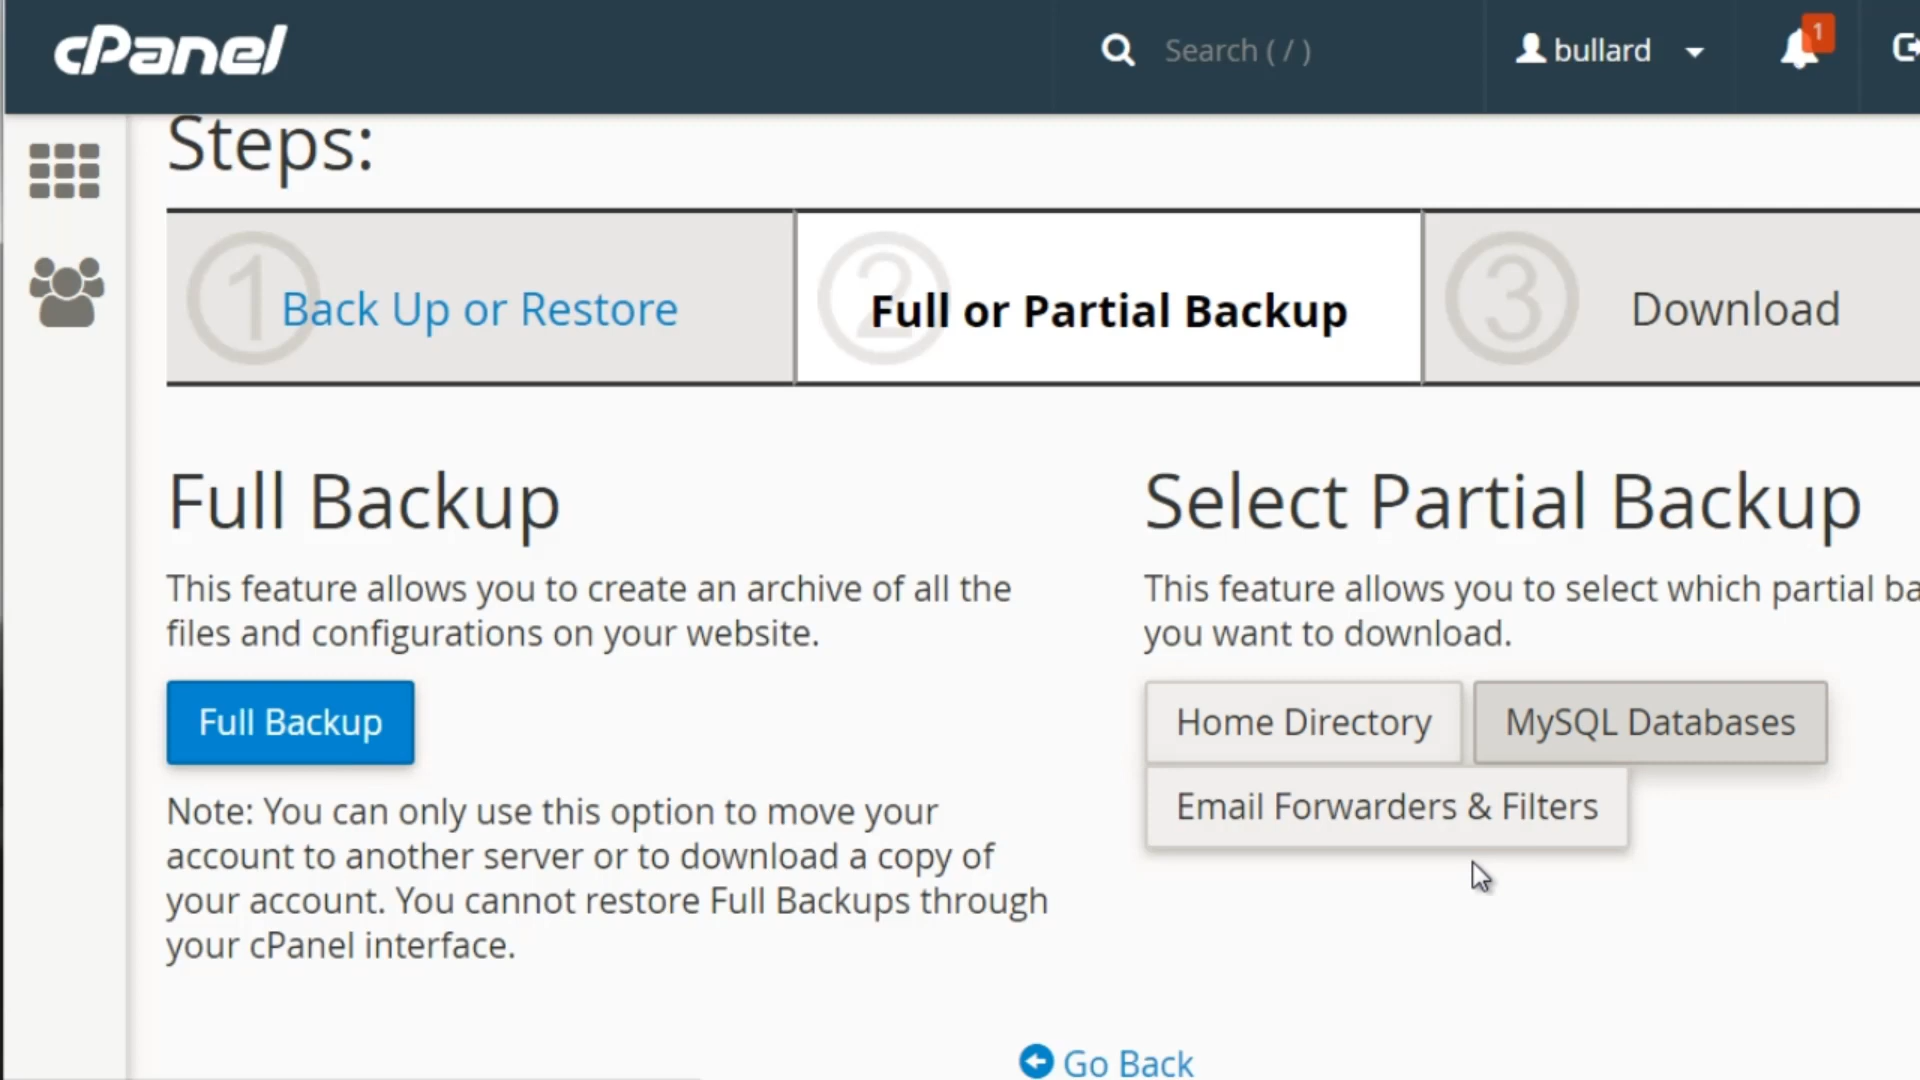 cPanel
Search ( / )
bullard
1
Steps:
1
Back Up or Restore
2
Full or Partial Backup
3
Download
Full Backup
This feature allows you to create an archive of all the
files and configurations on your website.
Full Backup
Note: You can only use this option to move your
account to another server or to download a copy of
your account. You cannot restore Full Backups through
your cPanel interface.
Select Partial Backup
This feature allows you to select which partial ba
you want to download.
Home Directory
MySQL Databases
Email Forwarders & Filters
Go Back